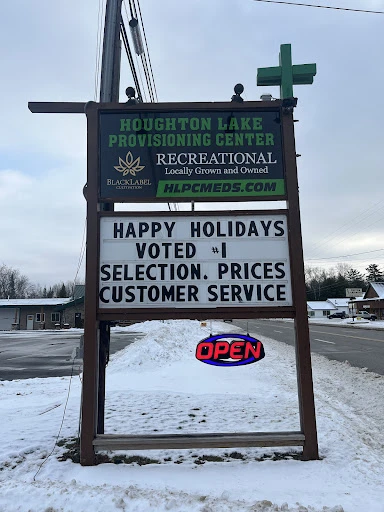 HOUGHTON LAKE
PROVISIONING CENTER
BLACKLABEL
CULTIVATION
RECREATIONAL
Locally Grown and Owned
HLPCMEDS.COM
HAPPY HOLIDAYS
VOTED #1
SELECTION. PRICES
CUSTOMER SERVICE
OPEN